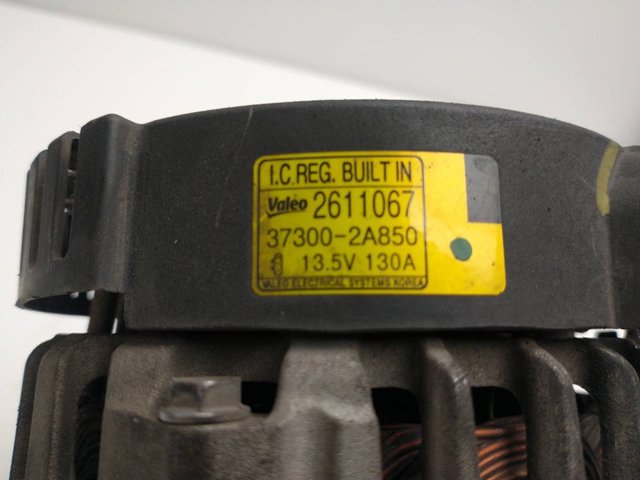 I.C.REG. BUILT IN
Valeo 2611067
37300-2A850
13.5V 130A
VALEO ELECTRICAL SYSTEMS KOREA